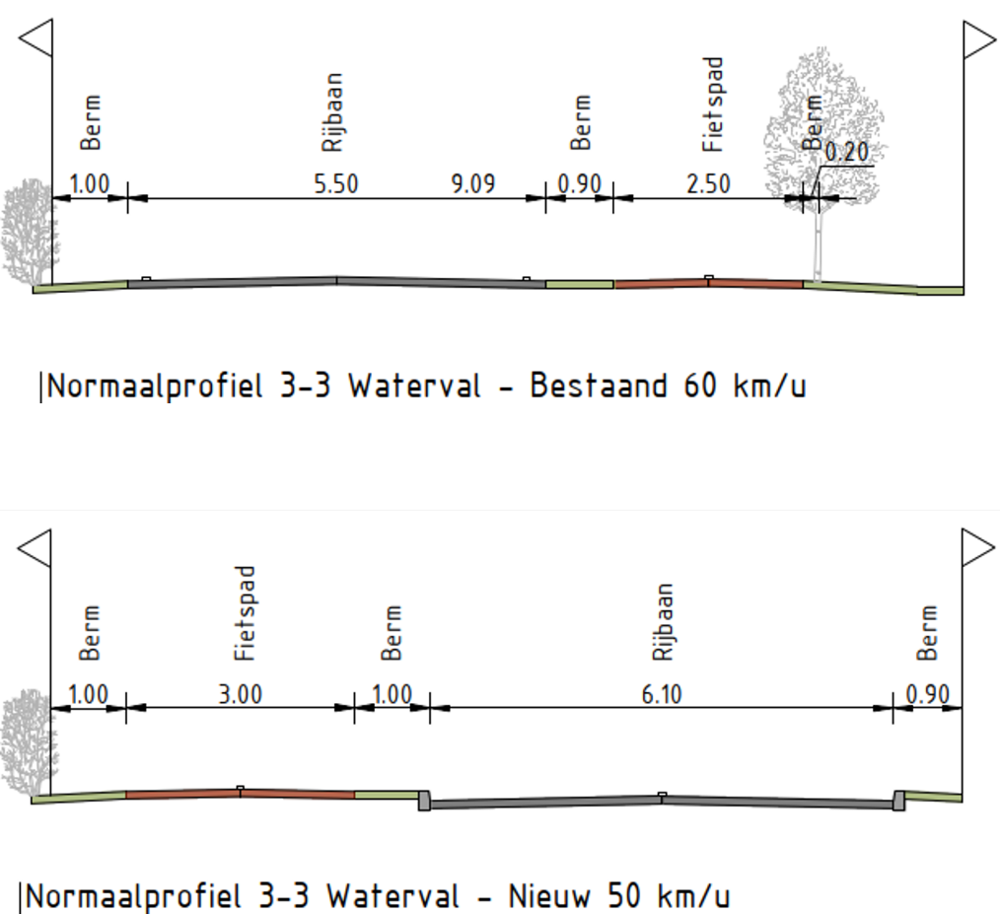 Berm
Rijbaan
Berm
Fietspad
Berm
0.20
1.00 5.50 9.09 0.90 2.50
Normaalprofiel 3-3 Waterval - Bestaand 60 km/u
Berm
Fietspad
Berm
Rijbaan
Berm
1.00 3.00 1.00 6.10 0.90
Normaalprofiel 3-3 Waterval - Nieuw 50 km/u